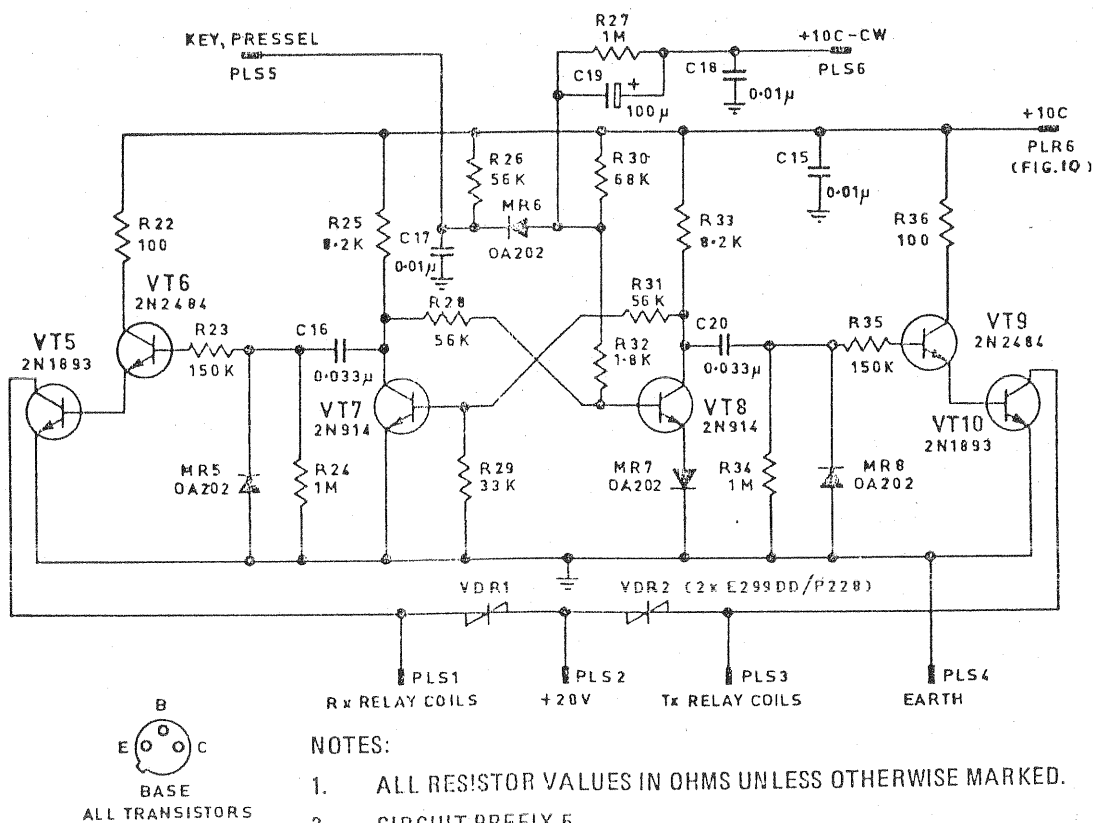 R27
1M
KEY, PRESSEL
PLS5
+10C-CW
PLS6
C19
+
100µ
C18
0·01µ
+10C
PLR6
(FIG.10)
R26
56K
R30
68K
C15
0·01µ
MR6
OA202
R22
100
R25
8·2K
C17
0·01µ
R33
8·2K
R36
100
VT6
2N2484
R28
56K
R31
56K
VT5
2N1893
R23
150K
C16
0·033µ
R32
1·8K
C20
0·033µ
R35
150K
VT9
2N2484
VT7
2N914
VT8
2N914
VT10
2N1893
MR5
OA202
R24
1M
R29
33K
MR7
OA202
R34
1M
MR8
OA202
VDR1
VDR2 (2x E299DD/P228)
PLS1
Rx RELAY COILS
PLS2
+20V
PLS3
Tx RELAY COILS
PLS4
EARTH
B
E
C
BASE
ALL TRANSISTORS
NOTES:
1. ALL RESISTOR VALUES IN OHMS UNLESS OTHERWISE MARKED.
2. CIRCUIT PREFIX 5